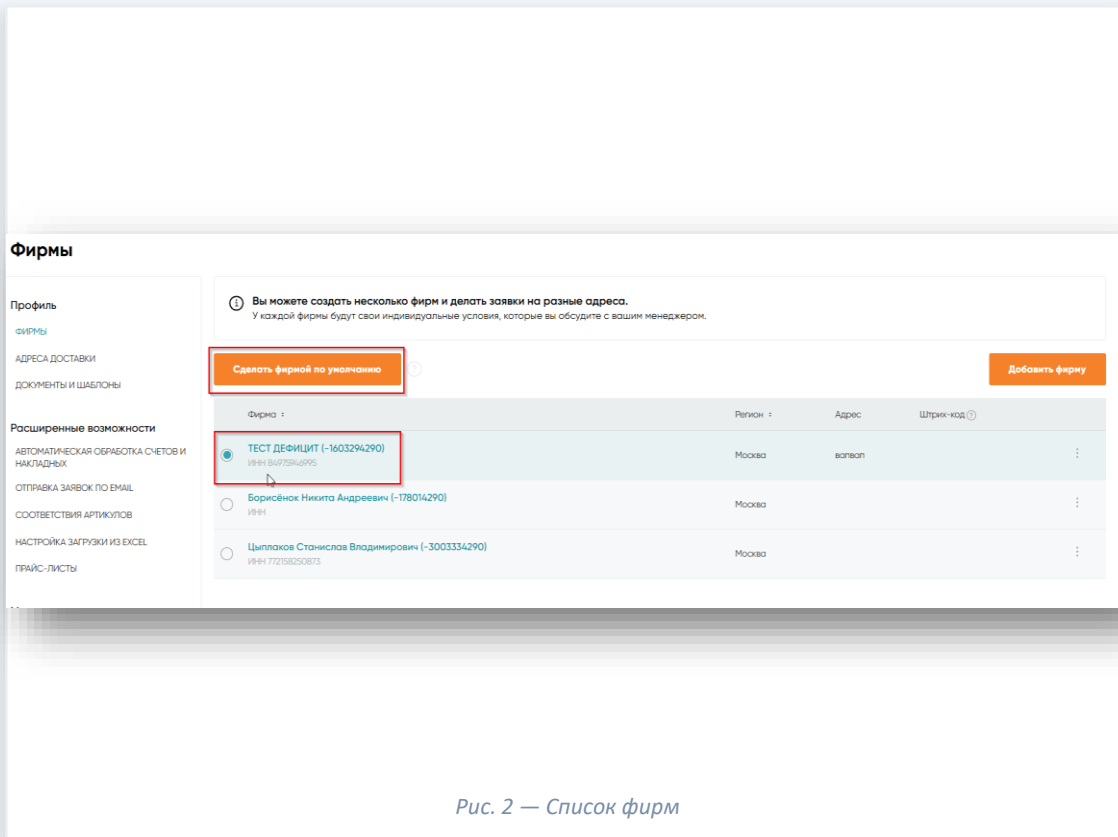 Фирмы
Профиль
ФИРМЫ
АДРЕСА ДОСТАВКИ
ДОКУМЕНТЫ И ШАБЛОНЫ
Расширенные возможности
АВТОМАТИЧЕСКАЯ ОБРАБОТКА СЧЕТОВ И
НАКЛАДНЫХ
ОТПРАВКА ЗАЯВОК ПО EMAIL
СООТВЕТСТВИЯ АРТИКУЛОВ
НАСТРОЙКА ЗАГРУЗКИ ИЗ EXCEL
ПРАЙС-ЛИСТЫ
Вы можете создать несколько фирм и делать заявки на разные адреса.
У каждой фирмы будут свои индивидуальные условия, которые вы обсудите с вашим менеджером.
Сделать фирмой по умолчанию
Добавить фирму
Фирма Регион Адрес Штрих-код
ТЕСТ ДЕФИЦИТ (-1603294290) Москва вапвап
ИНН 84975946995
Борисёнок Никита Андреевич (-178014290) Москва
ИНН
Цыплаков Станислав Владимирович (-3003334290) Москва
ИНН 772158250873
Рис. 2 — Список фирм